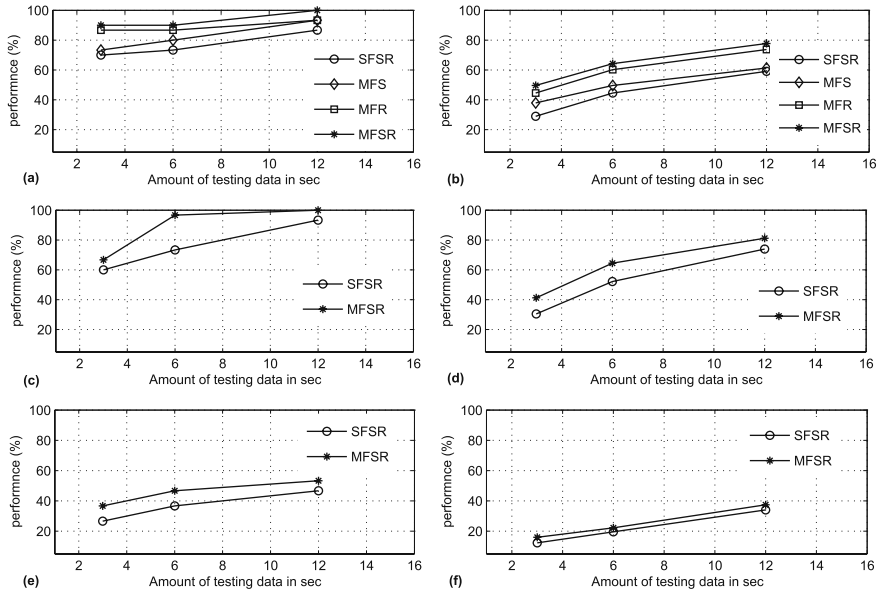 100
80
60
40
20
performnce (%)
SFSR
MFS
MFR
MFSR
2 4 6 8 10 12 14 16
(a) Amount of testing data in sec
100
80
60
40
20
performnce (%)
SFSR
MFS
MFR
MFSR
2 4 6 8 10 12 14 16
(b) Amount of testing data in sec
100
80
60
40
20
performnce (%)
SFSR
MFSR
2 4 6 8 10 12 14 16
(c) Amount of testing data in sec
100
80
60
40
20
performnce (%)
SFSR
MFSR
2 4 6 8 10 12 14 16
(d) Amount of testing data in sec
100
80
60
40
20
performnce (%)
SFSR
MFSR
2 4 6 8 10 12 14 16
(e) Amount of testing data in sec
100
80
60
40
20
performnce (%)
SFSR
MFSR
2 4 6 8 10 12 14 16
(f) Amount of testing data in sec